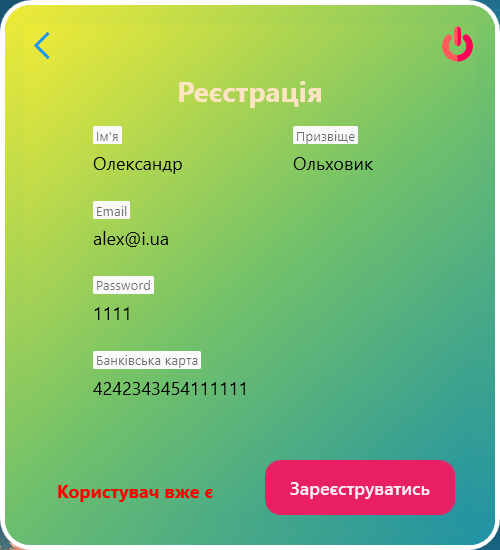 Реєстрація
Ім'я Призвіще
Олександр Ольховик
Email
alex@i.ua
Password
1111
Банківська карта
4242343454111111
Користувач вже є Зареєструватись